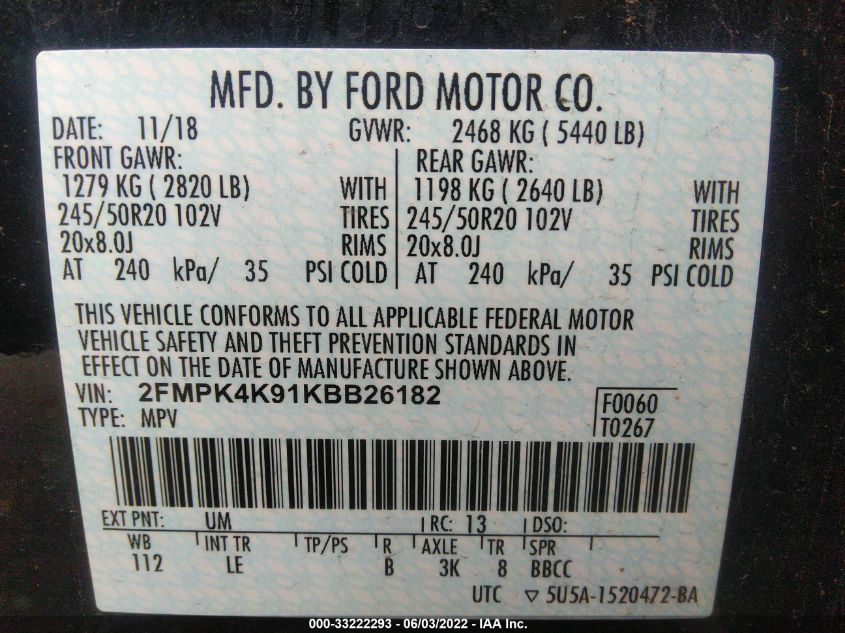 MFD. BY FORD MOTOR CO.
DATE: 11/18 GVWR: 2468 KG ( 5440 LB)
FRONT GAWR: REAR GAWR:
1279 KG ( 2820 LB) WITH 1198 KG ( 2640 LB) WITH
245/50R20 102V TIRES 245/50R20 102V TIRES
20x8.0J RIMS 20x8.0J RIMS
AT 240 kPa/ 35 PSI COLD AT 240 kPa/ 35 PSI COLD
THIS VEHICLE CONFORMS TO ALL APPLICABLE FEDERAL MOTOR
VEHICLE SAFETY AND THEFT PREVENTION STANDARDS IN
EFFECT ON THE DATE OF MANUFACTURE SHOWN ABOVE.
VIN: 2FMPK4K91KBB26182 F0060
TYPE: MPV T0267
EXT PNT: UM RC: 13 DSO:
WB INT TR TP/PS R AXLE TR SPR
112 LE B 3K 8 BBCC
UTC ▽ 5U5A-1520472-BA
000-33222293 - 06/03/2022 - IAA Inc.